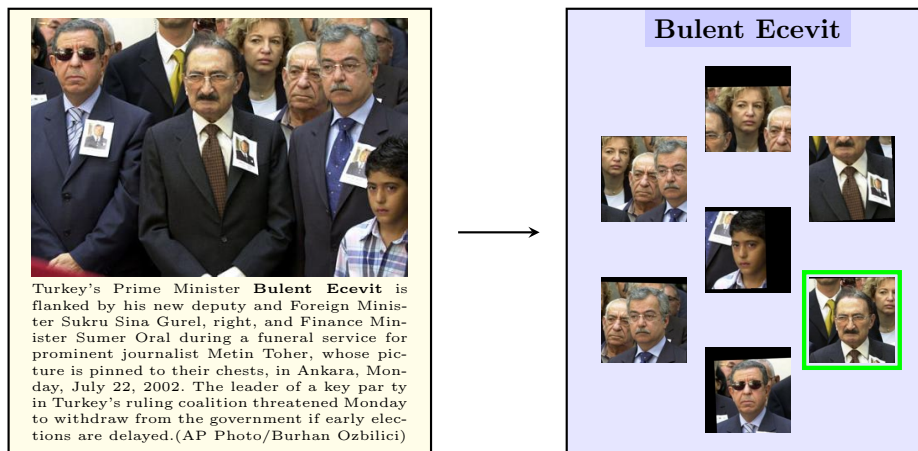 Turkey's Prime Minister Bulent Ecevit is
flanked by his new deputy and Foreign Minis-
ter Sukru Sina Gurel, right, and Finance Min-
ister Sumer Oral during a funeral service for
prominent journalist Metin Toher, whose pic-
ture is pinned to their chests, in Ankara, Mon-
day, July 22, 2002. The leader of a key par ty
in Turkey's ruling coalition threatened Monday
to withdraw from the government if early elec-
tions are delayed.(AP Photo/Burhan Ozbilici)
Bulent Ecevit